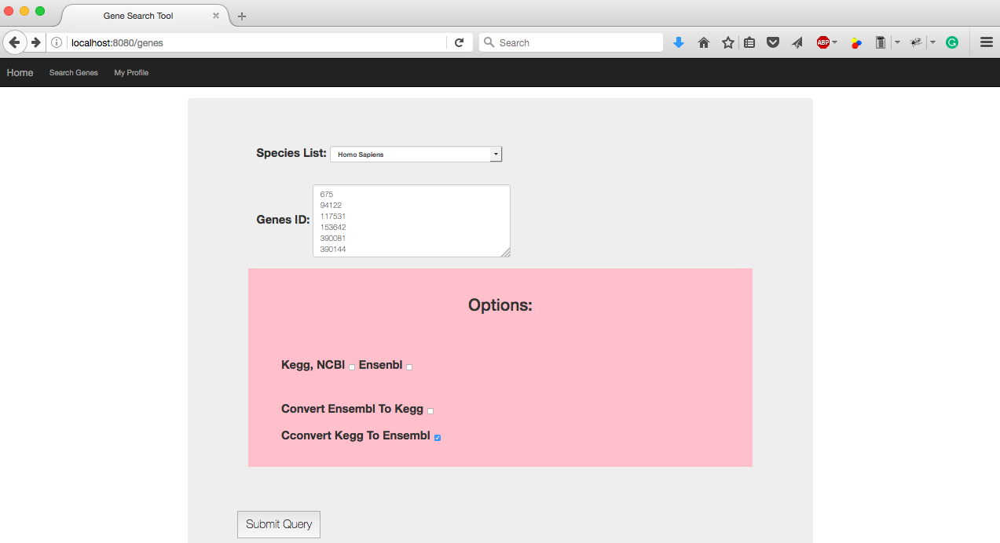 Gene Search Tool
localhost:8080/genes
Search
ABP
G
Home Search Genes My Profile
Species List: Homo Sapiens
Genes ID:
675
94122
117531
153642
390081
390144
Options:
Kegg, NCBI Ensenbl
Convert Ensembl To Kegg
Cconvert Kegg To Ensembl
Submit Query